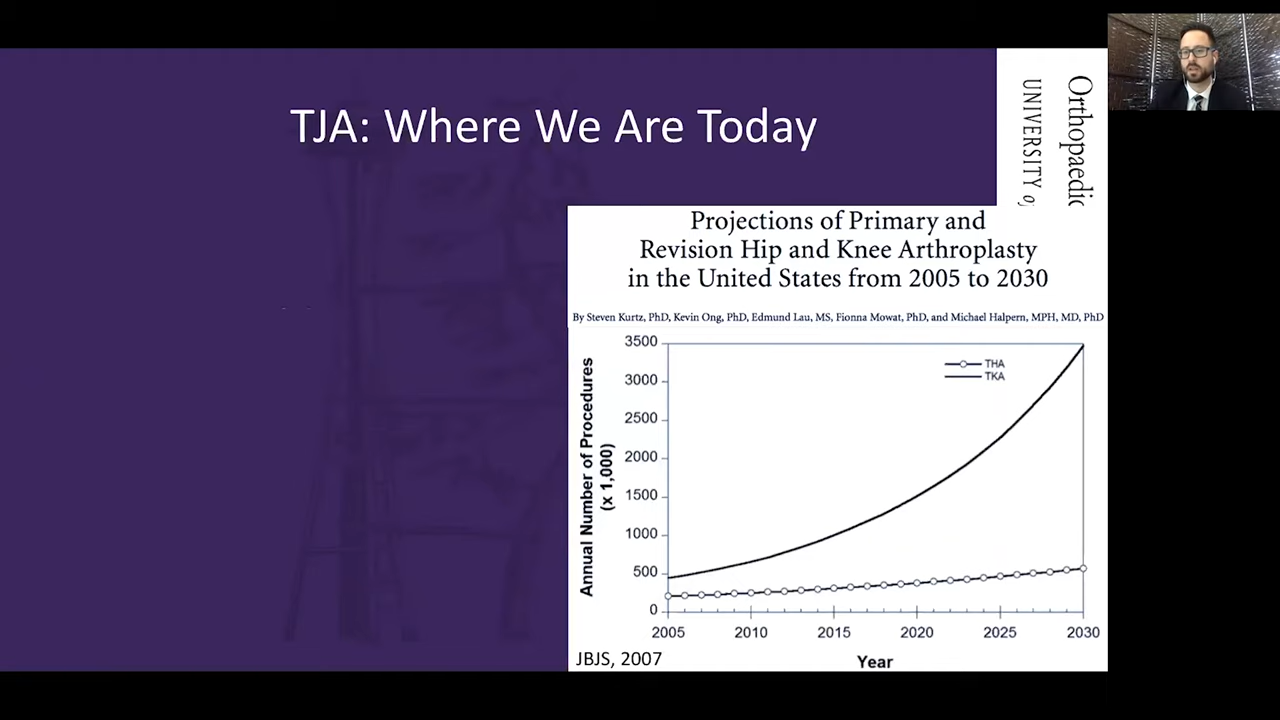 TJA: Where We Are Today
Orthopaedic
UNIVERSITY of
Projections of Primary and
Revision Hip and Knee Arthroplasty
in the United States from 2005 to 2030
By Steven Kurtz, PhD, Kevin Ong, PhD, Edmund Lau, MS, Fionna Mowat, PhD, and Michael Halpern, MPH, MD, PhD
Annual Number of Procedures
(x 1,000)
3500
3000
2500
2000
1500
1000
500
0
THA
TKA
2005 2010 2015 2020 2025 2030
Year
JBJS, 2007